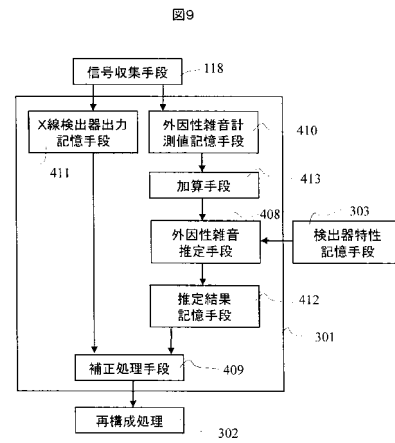 図9
信号収集手段
118
X線検出器出力
記憶手段
411
外因性雑音計
測値記憶手段
410
加算手段
413
408
外因性雑音
推定手段
303
検出器特性
記憶手段
推定結果
記憶手段
412
301
補正処理手段
409
再構成処理
302